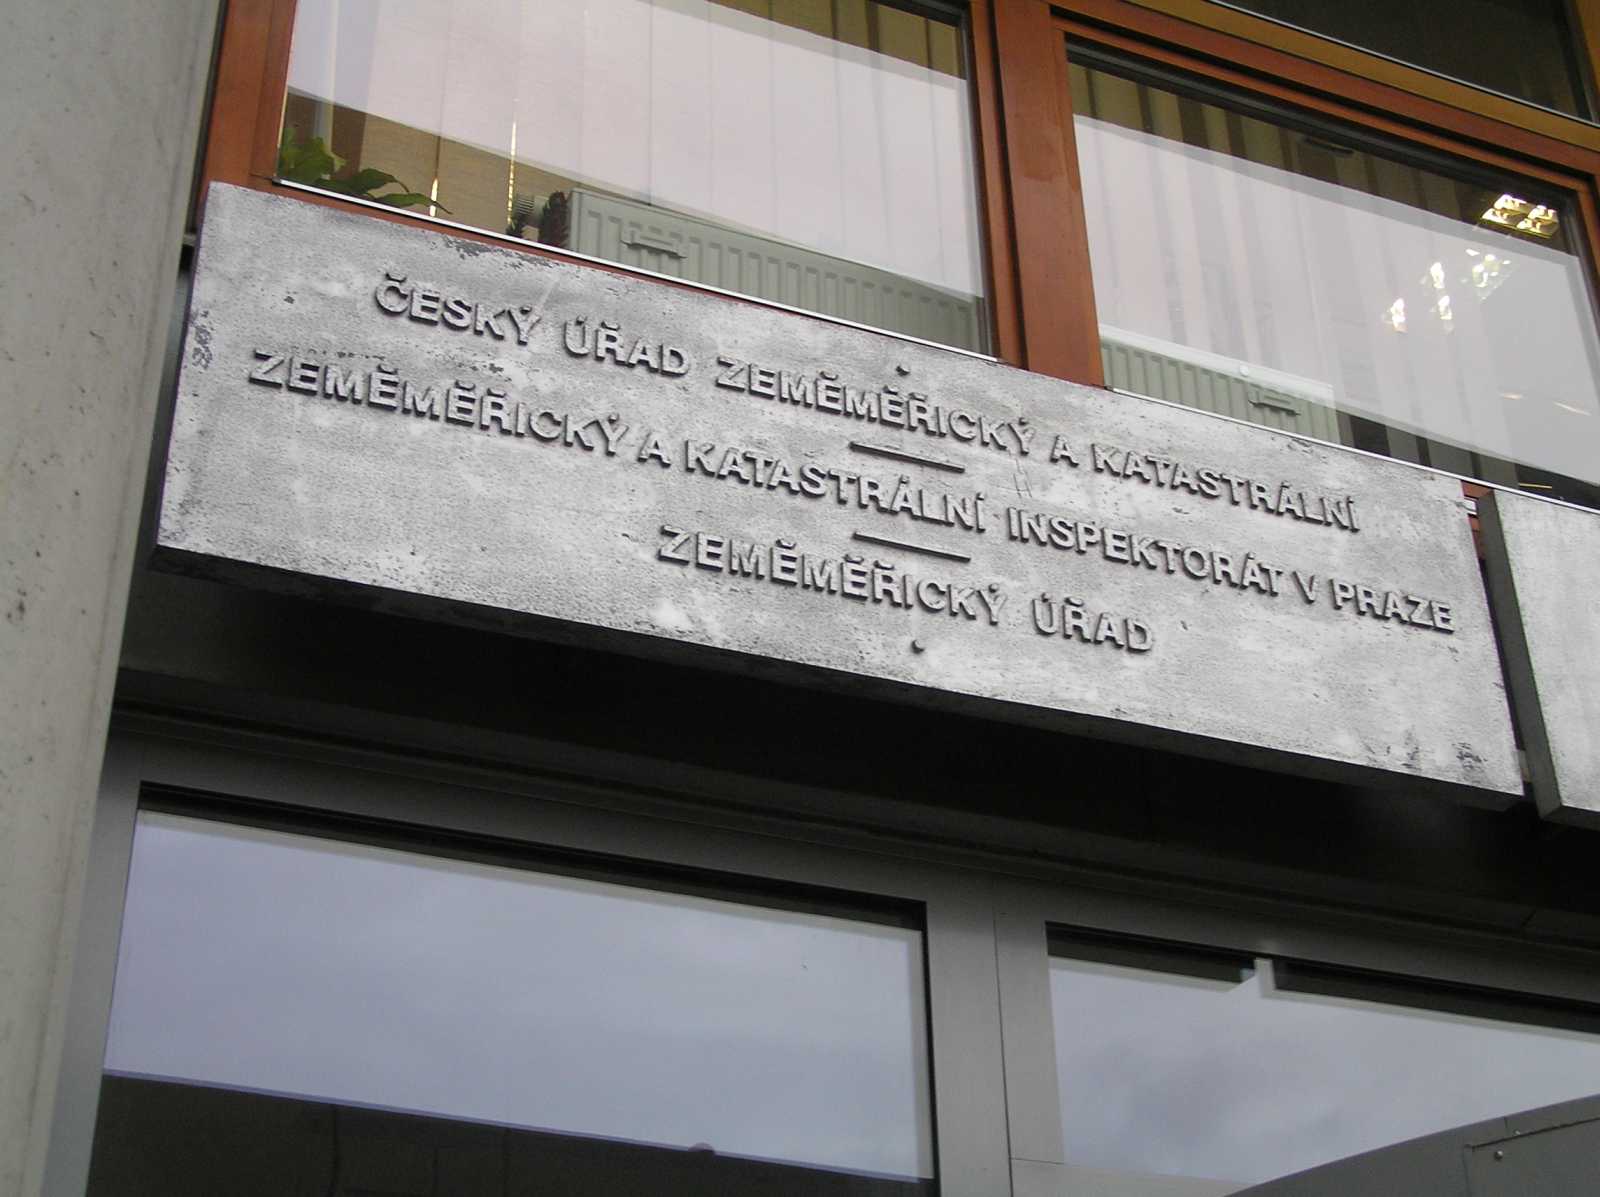 ČESKÝ ÚŘAD ZEMĚMĚŘICKÝ A KATASTRÁLNÍ
ZEMĚMĚŘICKÝ A KATASTRÁLNÍ INSPEKTORÁT V PRAZE
ZEMĚMĚŘICKÝ ÚŘAD